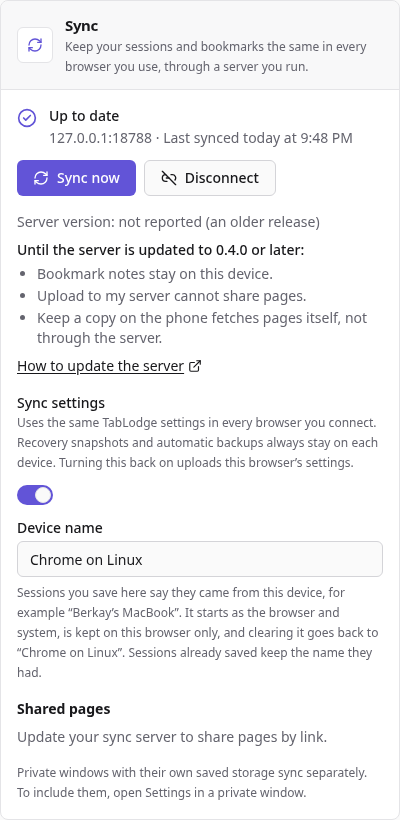 Sync
Keep your sessions and bookmarks the same in every
browser you use, through a server you run.
Up to date
127.0.0.1:18788 · Last synced today at 9:48 PM
Sync now
Disconnect
Server version: not reported (an older release)
Until the server is updated to 0.4.0 or later:
• Bookmark notes stay on this device.
• Upload to my server cannot share pages.
• Keep a copy on the phone fetches pages itself, not
through the server.
How to update the server
Sync settings
Uses the same TabLodge settings in every browser you connect.
Recovery snapshots and automatic backups always stay on each
device. Turning this back on uploads this browser’s settings.
Device name
Chrome on Linux
Sessions you save here say they came from this device, for
example “Berkay’s MacBook”. It starts as the browser and
system, is kept on this browser only, and clearing it goes back to
“Chrome on Linux”. Sessions already saved keep the name they
had.
Shared pages
Update your sync server to share pages by link.
Private windows with their own saved storage sync separately.
To include them, open Settings in a private window.